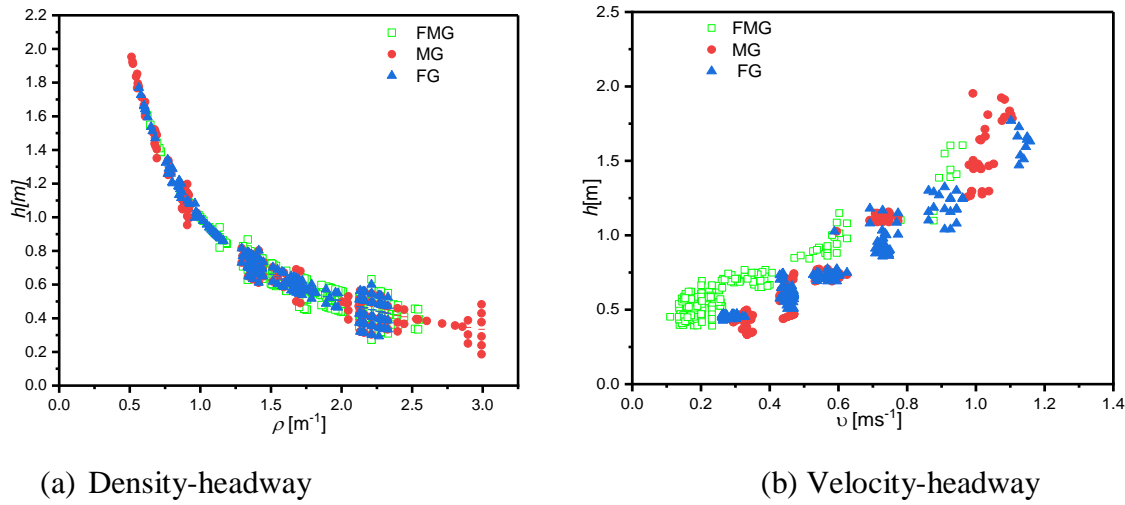 2.2
2.0
1.8
1.6
1.4
1.2
1.0
0.8
0.6
0.4
0.2
0.0
h[m]
FMG
MG
FG
0.0 0.5 1.0 1.5 2.0 2.5 3.0
ρ [m-1]
(a) Density-headway
2.5
2.0
1.5
1.0
0.5
0.0
h[m]
FMG
MG
FG
0.0 0.2 0.4 0.6 0.8 1.0 1.2 1.4
υ [ms-1]
(b) Velocity-headway